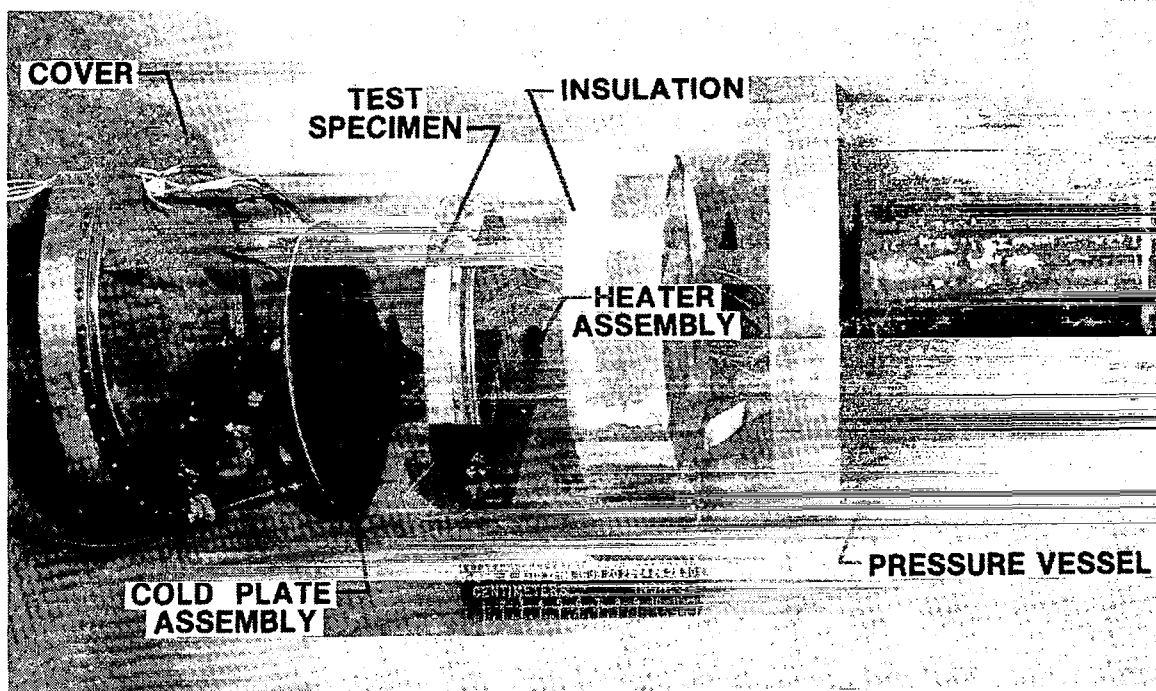 COVER
TEST
SPECIMEN
INSULATION
HEATER
ASSEMBLY
PRESSURE VESSEL
COLD PLATE
ASSEMBLY
CENTIMETERS